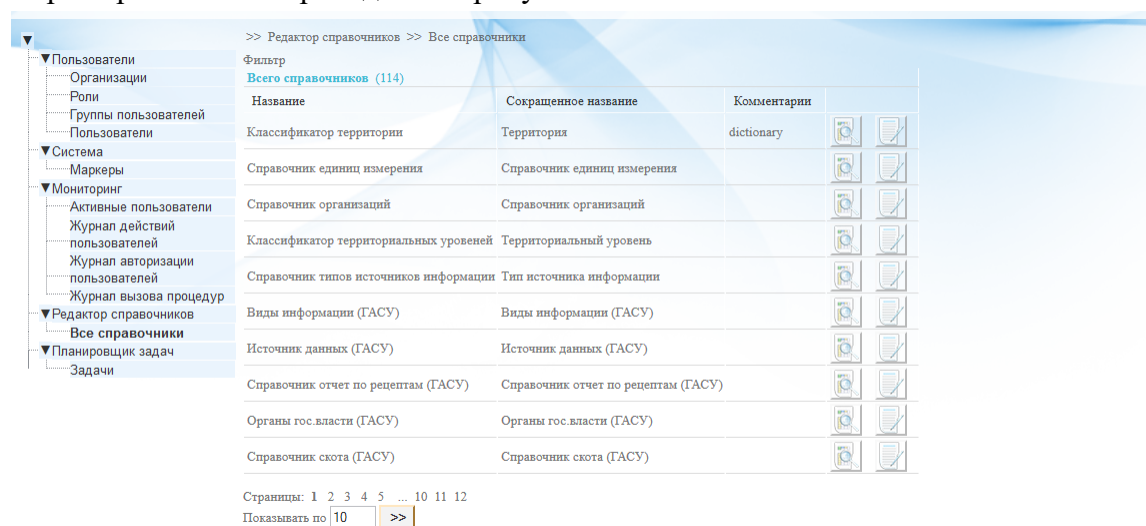 ▼
▼Пользователи
Организации
Роли
Группы пользователей
Пользователи
▼Система
Маркеры
▼Мониторинг
Активные пользователи
Журнал действий
пользователей
Журнал авторизации
пользователей
Журнал вызова процедур
▼Редактор справочников
Все справочники
▼Планировщик задач
Задачи
>> Редактор справочников >> Все справочники
Фильтр
Всего справочников (114)
Название Сокращенное название Комментарии
Классификатор территории Территория dictionary
Справочник единиц измерения Справочник единиц измерения
Справочник организаций Справочник организаций
Классификатор территориальных уровеней Территориальный уровень
Справочник типов источников информации Тип источника информации
Виды информации (ГАСУ) Виды информации (ГАСУ)
Источник данных (ГАСУ) Источник данных (ГАСУ)
Справочник отчет по рецептам (ГАСУ) Справочник отчет по рецептам (ГАСУ)
Органы гос.власти (ГАСУ) Органы гос.власти (ГАСУ)
Справочник скота (ГАСУ) Справочник скота (ГАСУ)
Страницы: 1 2 3 4 5 ... 10 11 12
Показывать по 10 >>